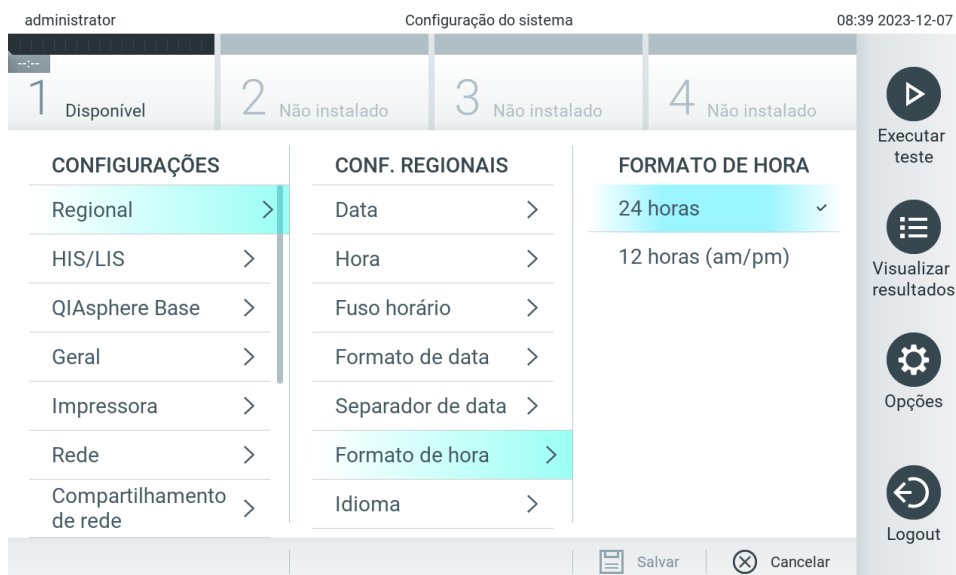 administrator
Configuração do sistema
08:39 2023-12-07
--:--
1 Disponível
2 Não instalado
3 Não instalado
4 Não instalado
Executar
teste
Visualizar
resultados
Opções
Logout
CONFIGURAÇÕES
Regional
HIS/LIS
QIAsphere Base
Geral
Impressora
Rede
Compartilhamento
de rede
CONF. REGIONAIS
Data
Hora
Fuso horário
Formato de data
Separador de data
Formato de hora
Idioma
FORMATO DE HORA
24 horas
12 horas (am/pm)
Salvar
Cancelar